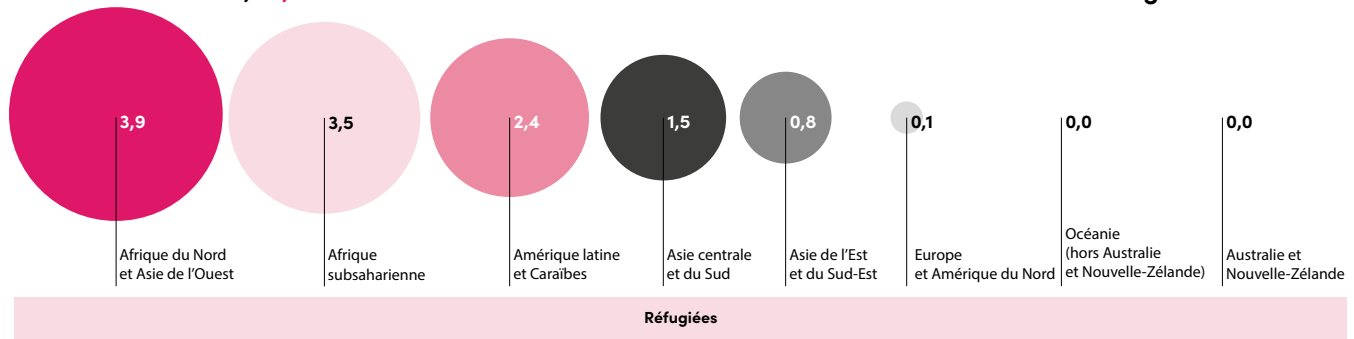 3,9
3,5
2,4
1,5
0,8
0,1
0,0
0,0
Afrique du Nord
et Asie de l'Ouest
Afrique
subsaharienne
Amérique latine
et Caraïbes
Asie centrale
et du Sud
Asie de l'Est
et du Sud-Est
Europe
et Amérique du Nord
Océanie
(hors Australie
et Nouvelle-Zélande)
Australie et
Nouvelle-Zélande
Réfugiées